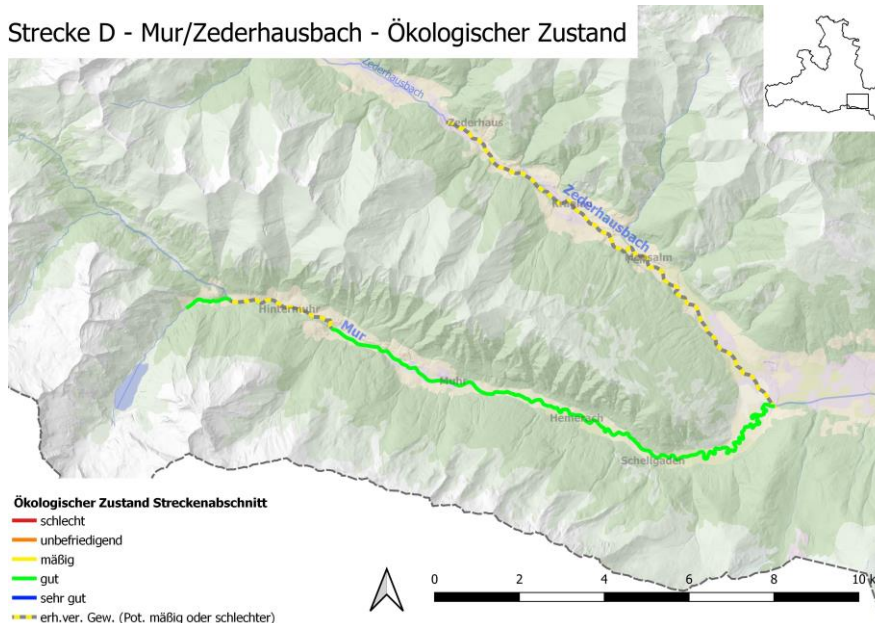 Strecke D - Mur/Zederhausbach - Ökologischer Zustand
Zederhausbach
Zederhaus
Zederhausbach
Hintermuhr
Mur
Muhr
Hemerach
Schellgaden
Ökologischer Zustand Streckenabschnitt
schlecht
unbefriedigend
mäßig
gut
sehr gut
erh.ver. Gew. (Pot. mäßig oder schlechter)
0 2 4 6 8 10 k